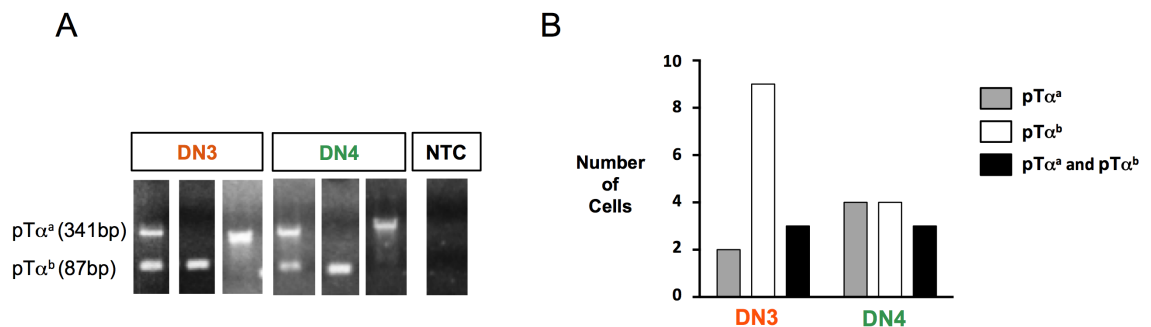 A
DN3
DN4
NTC
pTαᵃ (341bp)
pTαᵇ (87bp)
B
Number
of
Cells
10
8
6
4
2
0
DN3
DN4
pTαᵃ
pTαᵇ
pTαᵃ and pTαᵇ